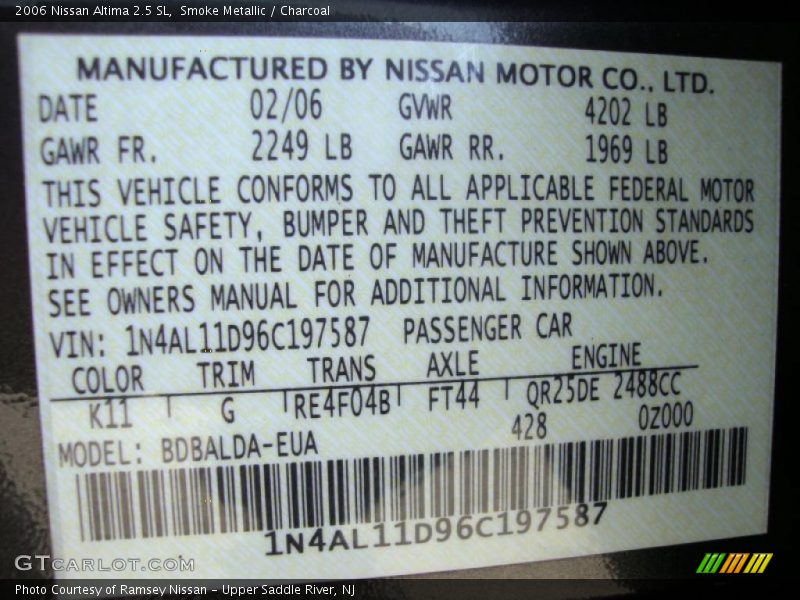 2006 Nissan Altima 2.5 SL,  Smoke Metallic / Charcoal
MANUFACTURED BY NISSAN MOTOR CO., LTD.
DATE 02/06 GVWR 4202 LB
GAWR FR. 2249 LB GAWR RR. 1969 LB
THIS VEHICLE CONFORMS TO ALL APPLICABLE FEDERAL MOTOR
VEHICLE SAFETY, BUMPER AND THEFT PREVENTION STANDARDS
IN EFFECT ON THE DATE OF MANUFACTURE SHOWN ABOVE.
SEE OWNERS MANUAL FOR ADDITIONAL INFORMATION.
VIN: 1N4AL11D96C197587 PASSENGER CAR
COLOR TRIM TRANS AXLE ENGINE
K11 G RE4F04B FT44 QR25DE 2488CC
428 0Z000
MODEL: BDBALDA-EUA
1N4AL11D96C197587
GTCARLOT.COM
Photo Courtesy of Ramsey Nissan - Upper Saddle River, NJ